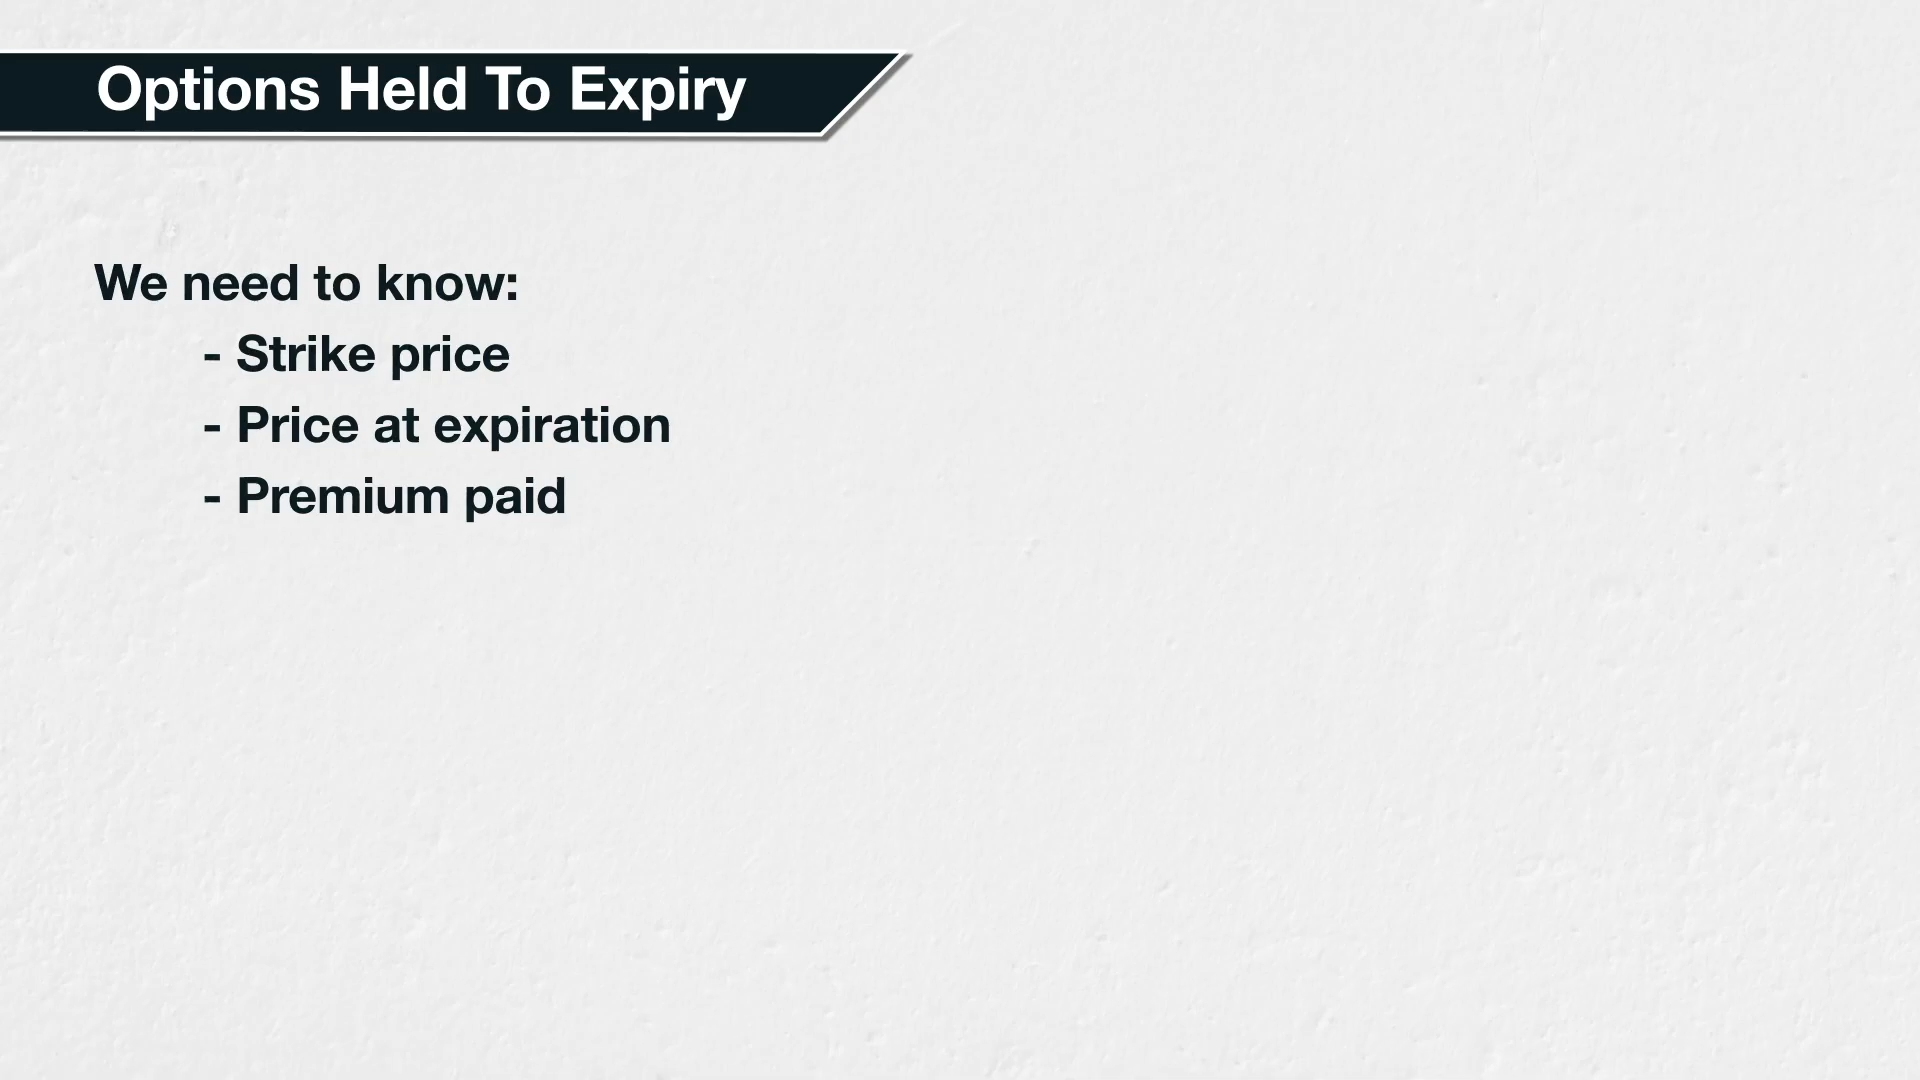 Options Held To Expiry
We need to know:
- Strike price
- Price at expiration
- Premium paid